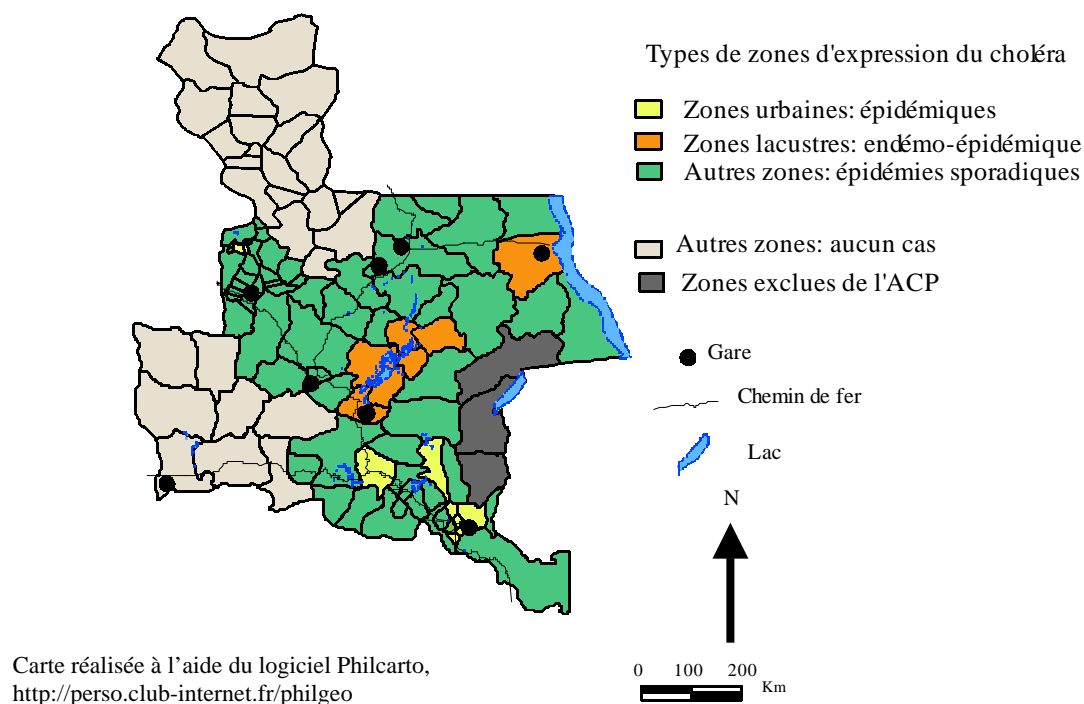 Types de zones d'expression du choléra
Zones urbaines: épidémiques
Zones lacustres: endémo-épidémique
Autres zones: épidémies sporadiques
Autres zones: aucun cas
Zones exclues de l'ACP
Gare
Chemin de fer
Lac
N
0 100 200
Km
Carte réalisée à l’aide du logiciel Philcarto,
http://perso.club-internet.fr/philgeo